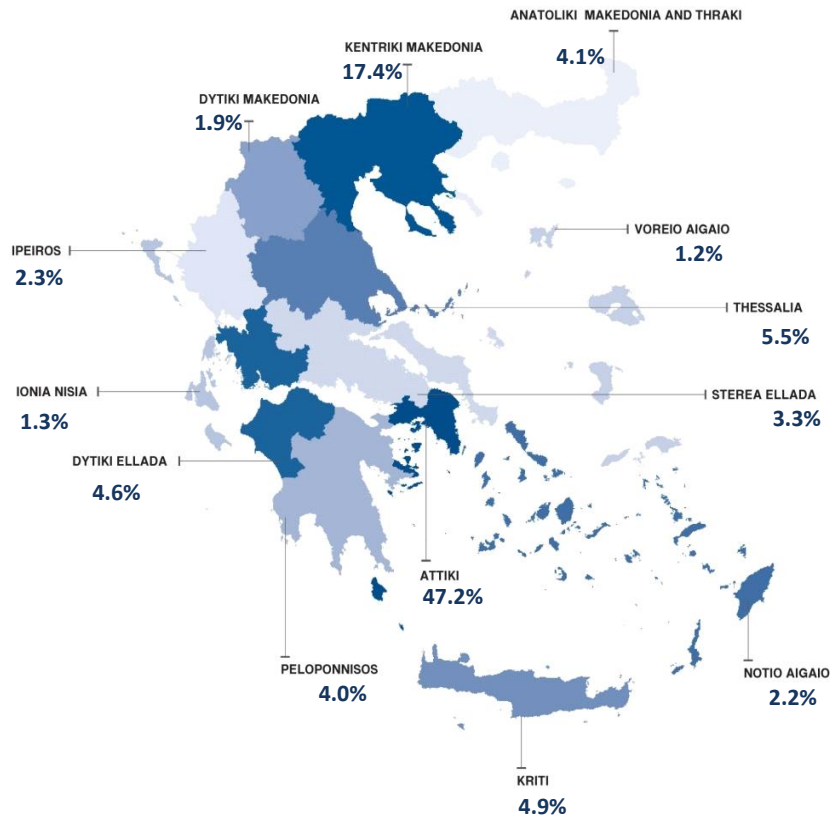 ANATOLIKI MAKEDONIA AND THRAKI
4.1%
KENTRIKI MAKEDONIA
17.4%
DYTIKI MAKEDONIA
1.9%
VOREIO AIGAIO
1.2%
IPEIROS
2.3%
THESSALIA
5.5%
IONIA NISIA
1.3%
STEREA ELLADA
3.3%
DYTIKI ELLADA
4.6%
ATTIKI
47.2%
PELOPONNISOS
4.0%
NOTIO AIGAIO
2.2%
KRITI
4.9%